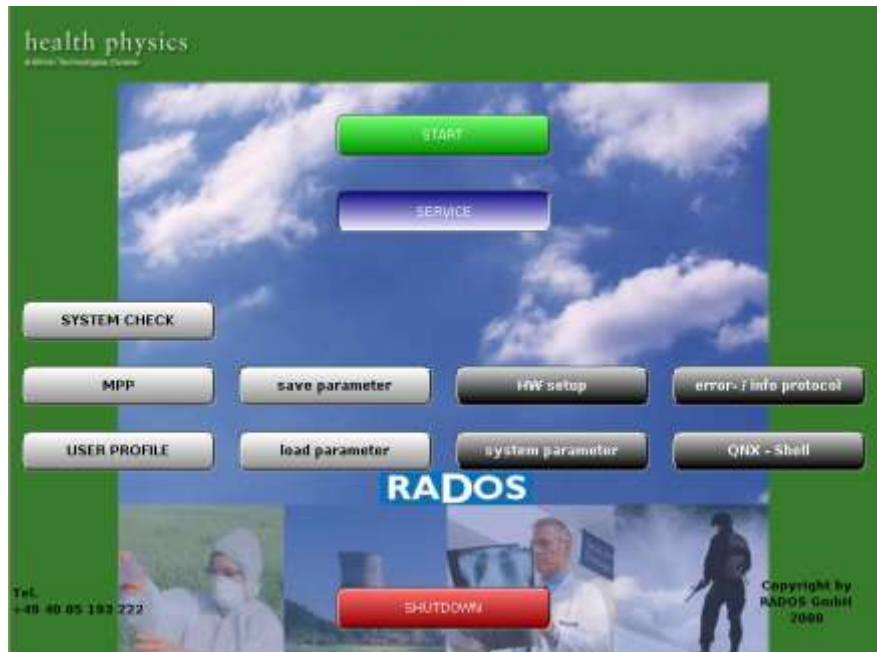 health physics
START
SERVICE
SYSTEM CHECK
MPP
save parameter
HW setup
error- / info protocol
USER PROFILE
load parameter
system parameter
QNX - Shell
RADOS
Tel.
Copyright by
RADOS GmbH
SHUTDOWN